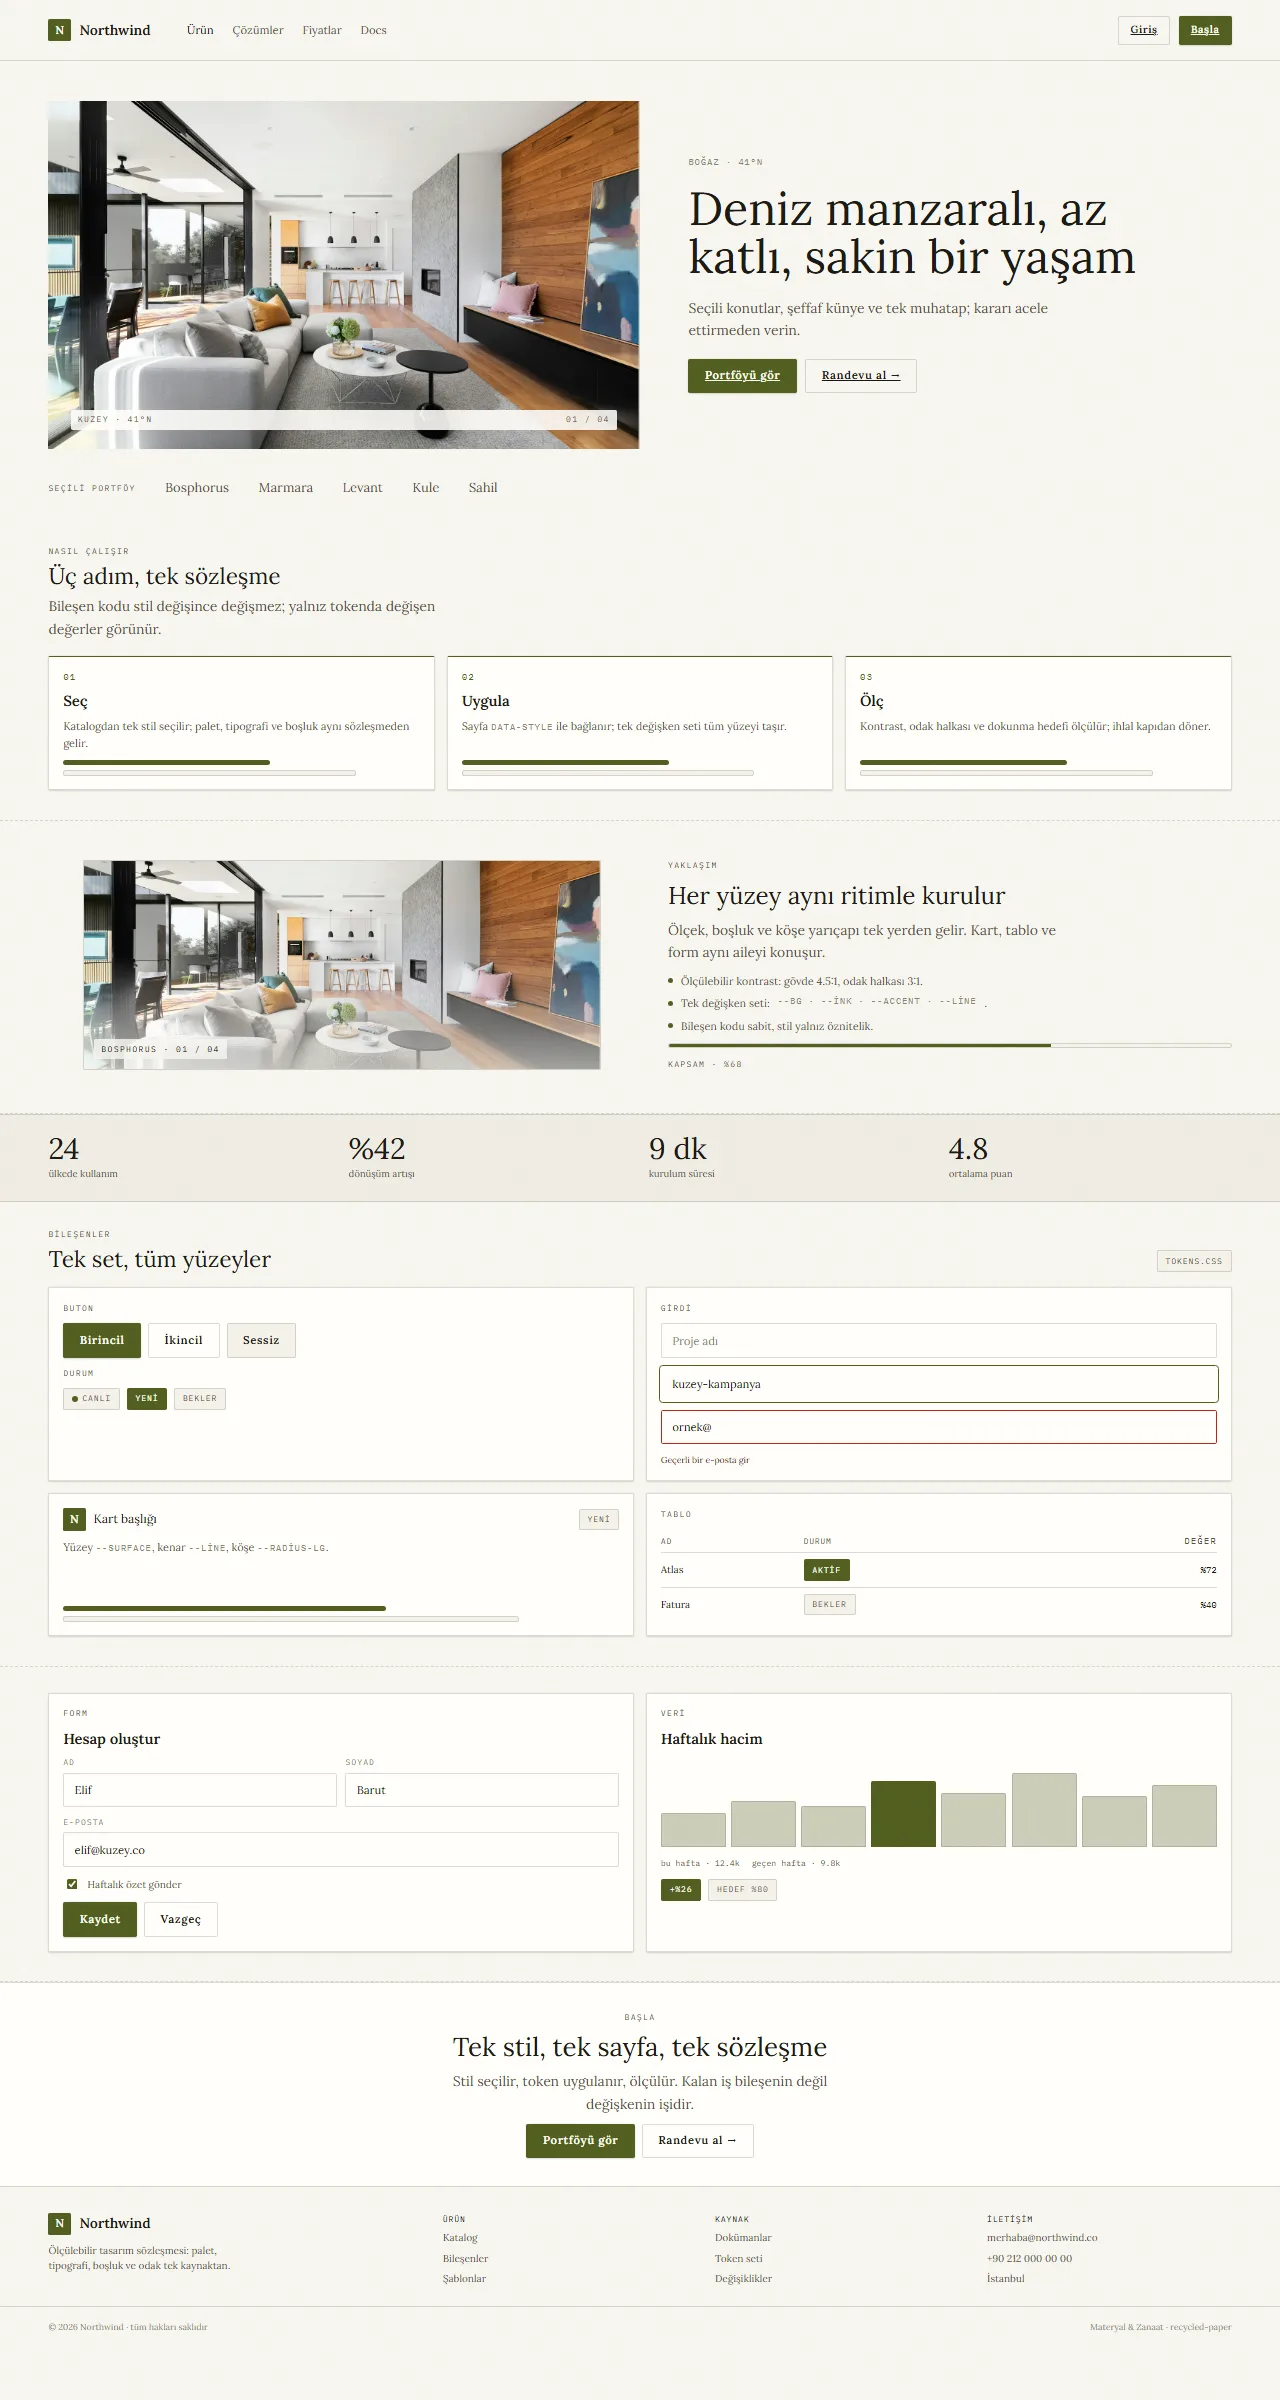 N Northwind Ürün Çözümler Fiyatlar Docs Giriş Başla
BOĞAZ · 41°N
Deniz manzaralı, az
katlı, sakin bir yaşam
Seçili konutlar, şeffaf künye ve tek muhatap; kararı acele
ettirmeden verin.
Portföyü gör Randevu al →
KUZEY · 41°N 01 / 04
SEÇİLİ PORTFÖY Bosphorus Marmara Levant Kule Sahil
NASIL ÇALIŞIR
Üç adım, tek sözleşme
Bileşen kodu stil değişince değişmez; yalnız tokenda değişen
değerler görünür.
01
Seç
Katalogdan tek stil seçilir; palet, tipografi ve boşluk aynı sözleşmeden
gelir.
02
Uygula
Sayfa DATA-STYLE ile bağlanır; tek değişken seti tüm yüzeyi taşır.
03
Ölç
Kontrast, odak halkası ve dokunma hedefi ölçülür; ihlal kapıdan döner.
BOSPHORUS · 01 / 04
YAKLAŞIM
Her yüzey aynı ritimle kurulur
Ölçek, boşluk ve köşe yarıçapı tek yerden gelir. Kart, tablo ve
form aynı aileyi konuşur.
Ölçülebilir kontrast: gövde 4.5:1, odak halkası 3:1.
Tek değişken seti: --BG · --İNK · --ACCENT · --LİNE .
Bileşen kodu sabit, stil yalnız öznitelik.
KAPSAM · %68
24
ülkede kullanım
%42
dönüşüm artışı
9 dk
kurulum süresi
4.8
ortalama puan
BİLEŞENLER
Tek set, tüm yüzeyler
TOKENS.CSS
BUTON
Birincil İkincil Sessiz
DURUM
CANLI YENİ BEKLER
GİRDİ
Proje adı
kuzey-kampanya
ornek@
Geçerli bir e-posta gir
N Kart başlığı YENİ
Yüzey --SURFACE, kenar --LİNE, köşe --RADİUS-LG.
TABLO
AD DURUM DEĞER
Atlas AKTİF %72
Fatura BEKLER %40
FORM
Hesap oluştur
AD SOYAD
Elif Barut
E-POSTA
elif@kuzey.co
Haftalık özet gönder
Kaydet Vazgeç
VERİ
Haftalık hacim
bu hafta · 12.4k geçen hafta · 9.8k
+%26 HEDEF %80
BAŞLA
Tek stil, tek sayfa, tek sözleşme
Stil seçilir, token uygulanır, ölçülür. Kalan iş bileşenin değil
değişkenin işidir.
Portföyü gör Randevu al →
N Northwind
Ölçülebilir tasarım sözleşmesi: palet,
tipografi, boşluk ve odak tek kaynaktan.
ÜRÜN
Katalog
Bileşenler
Şablonlar
KAYNAK
Dokümanlar
Token seti
Değişiklikler
İLETİŞİM
merhaba@northwind.co
+90 212 000 00 00
İstanbul
© 2026 Northwind · tüm hakları saklıdır
Materyal & Zanaat · recycled-paper